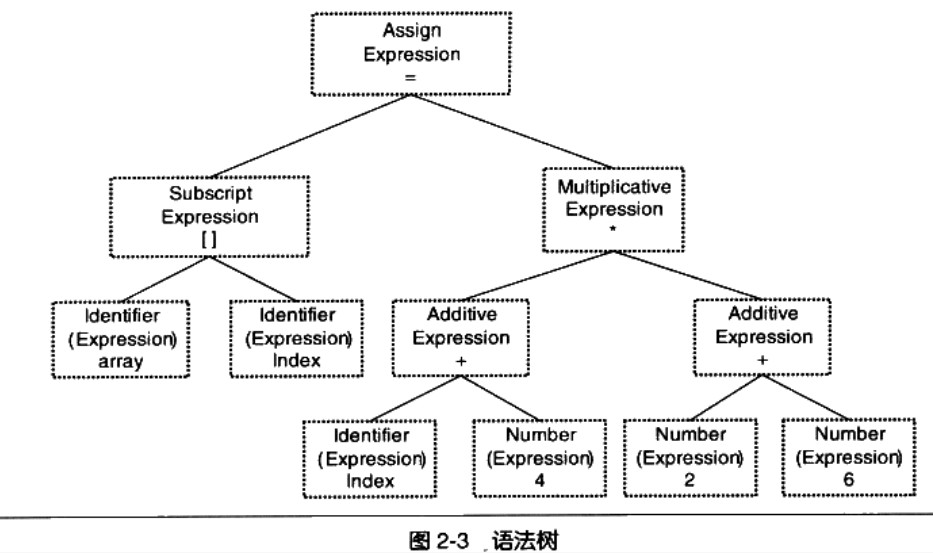 Assign
Expression
=
Subscript
Expression
[ ]
Multiplicative
Expression
*
Identifier
(Expression)
array
Identifier
(Expression)
Index
Additive
Expression
+
Additive
Expression
+
Identifier
(Expression)
Index
Number
(Expression)
4
Number
(Expression)
2
Number
(Expression)
6
图 2-3 语法树